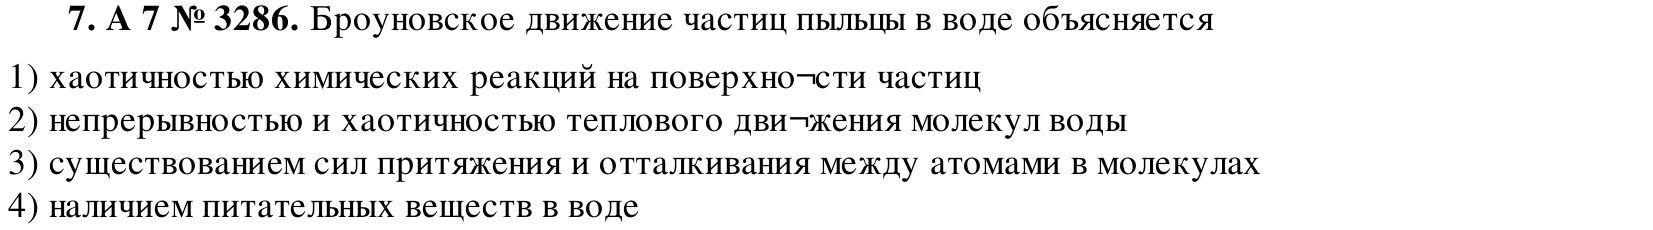 7. А 7 № 3286. Броуновское движение частиц пыльцы в воде объясняется
1) хаотичностью химических реакций на поверхно¬сти частиц
2) непрерывностью и хаотичностью теплового дви¬жения молекул воды
3) существованием сил притяжения и отталкивания между атомами в молекулах
4) наличием питательных веществ в воде